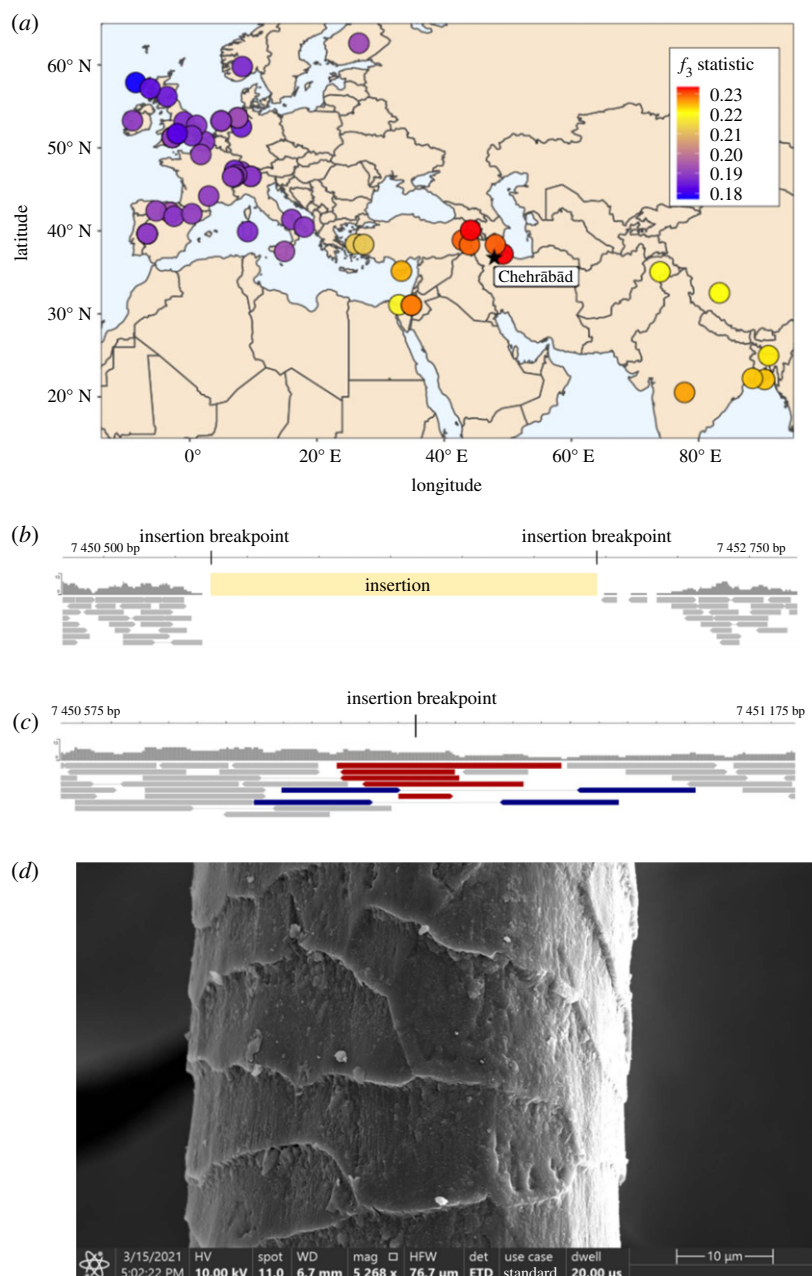 (a)
60° N
50° N
40° N
30° N
20° N
latitude
f3 statistic
0.23
0.22
0.21
0.20
0.19
0.18
Chehrābād
0°
20° E
40° E
60° E
80° E
longitude
(b)
insertion breakpoint
insertion breakpoint
7 450 500 bp
7 452 750 bp
insertion
(c)
insertion breakpoint
7 450 575 bp
7 451 175 bp
(d)
3/15/2021 HV spot WD mag HFW det use case dwell
5:02:22 PM 10.00 kV 11.0 6.7 mm 5 268 x 76.7 µm ETD standard 20.00 µs
10 µm